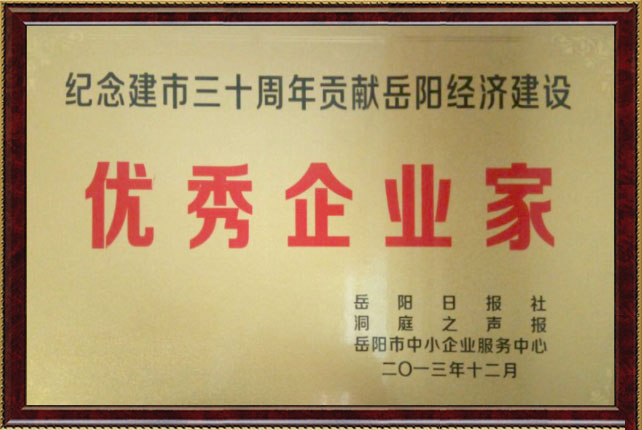 纪念建市三十周年贡献岳阳经济建设
优秀企业家
岳阳日报社
洞庭之声报
岳阳市中小企业服务中心
二〇一三年十二月